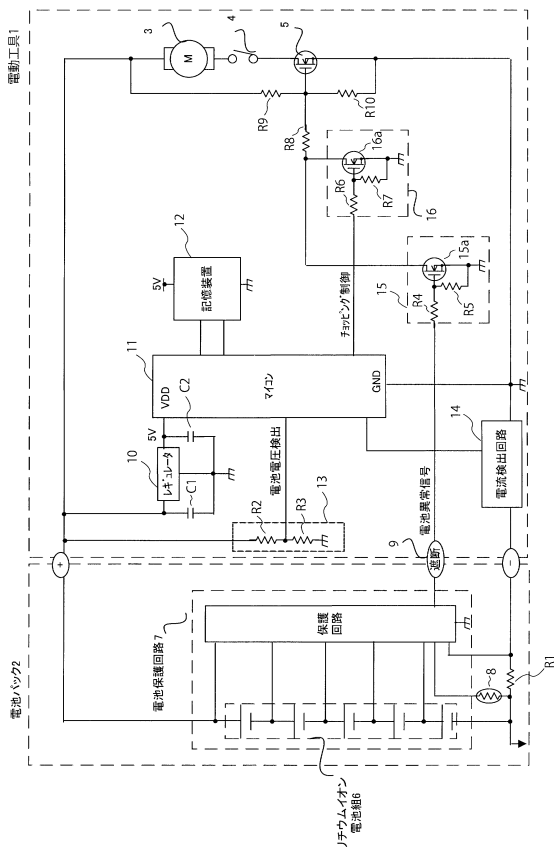 電動工具1
3
M
4
5
R9
R10
R8
16a
R6
R7
16
12
5V
記憶装置
チョッピング制御
15
15a
R4
R5
11
VDD
マイコン
GND
C2
5V
10
レギュレータ
C1
電池電圧検出
14
電流検出回路
電池異常信号
R2
R3
13
9
+
遮断
−
電池パック2
電池保護回路7
保護
回路
8
R1
リチウムイオン
電池組6